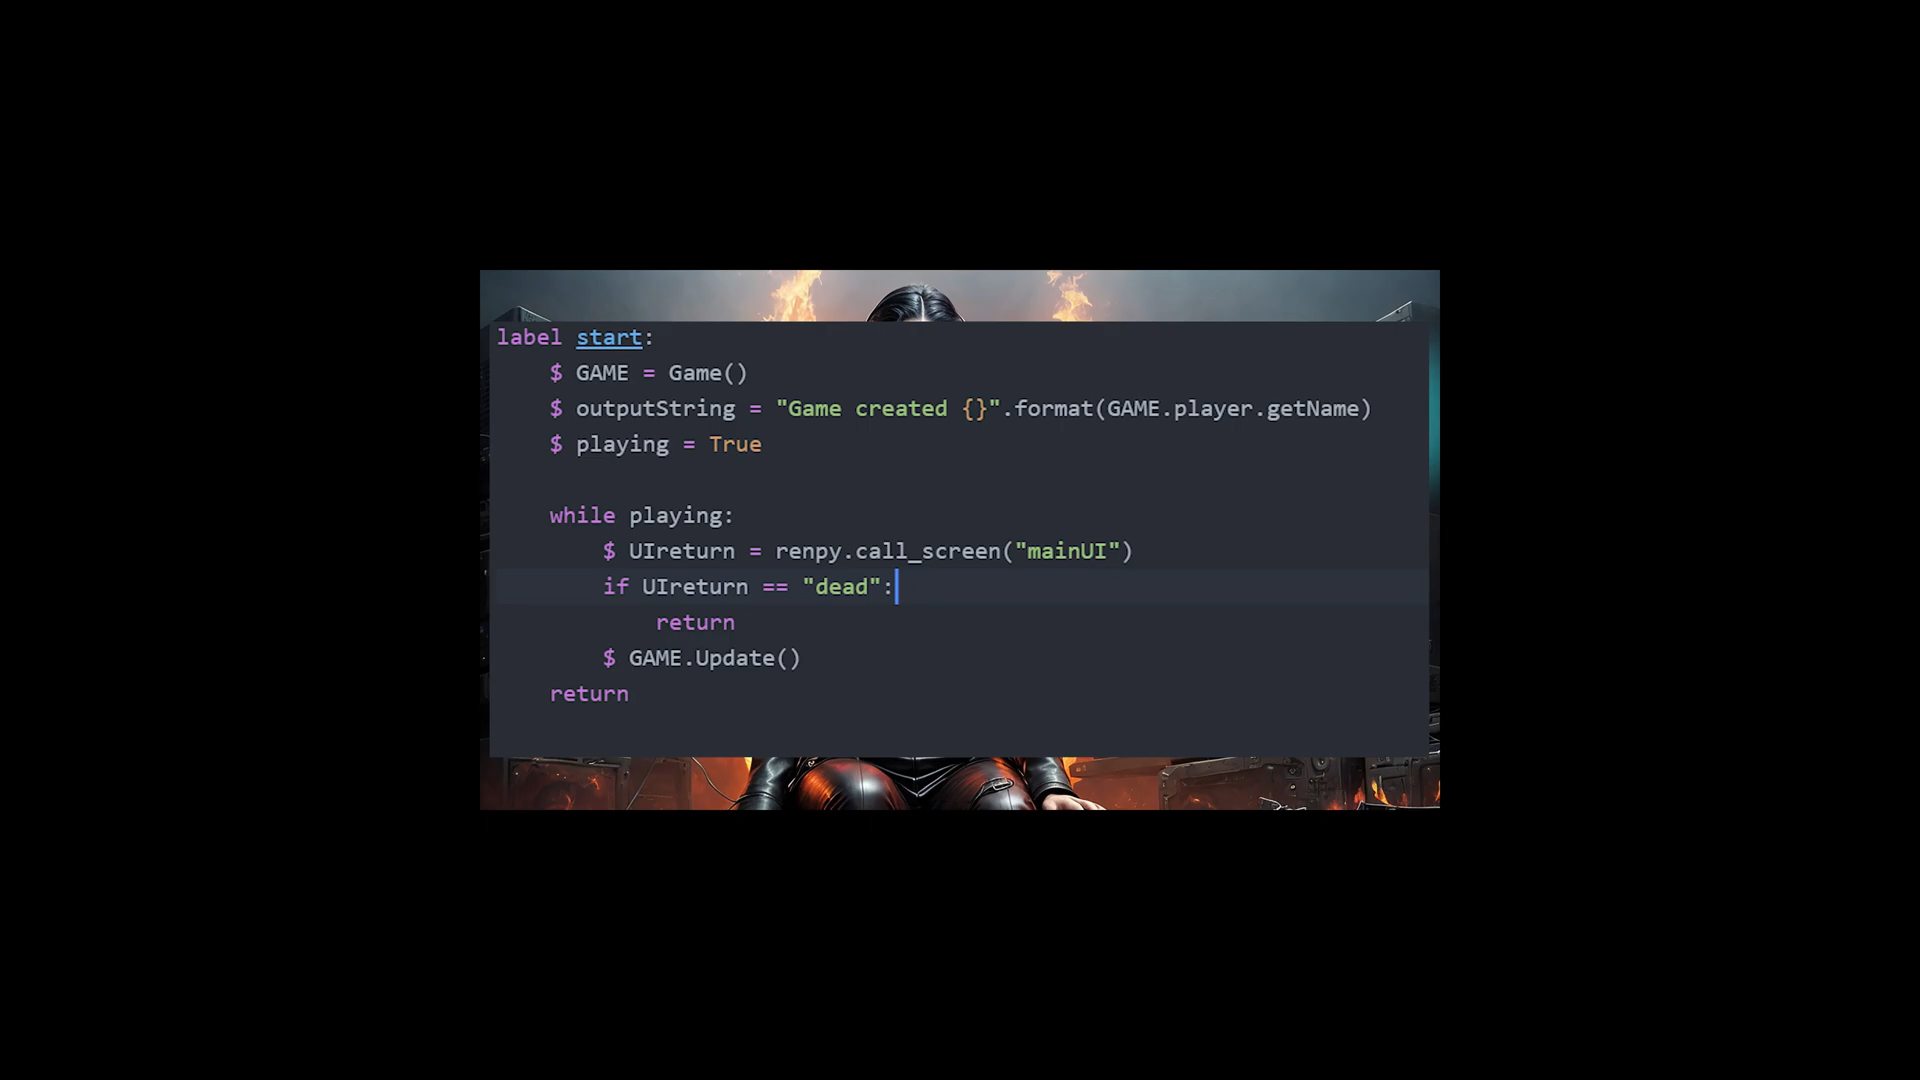 label start:
$ GAME = Game()
$ outputString = "Game created {}".format(GAME.player.getName)
$ playing = True
while playing:
$ UIreturn = renpy.call_screen("mainUI")
if UIreturn == "dead":
return
$ GAME.Update()
return